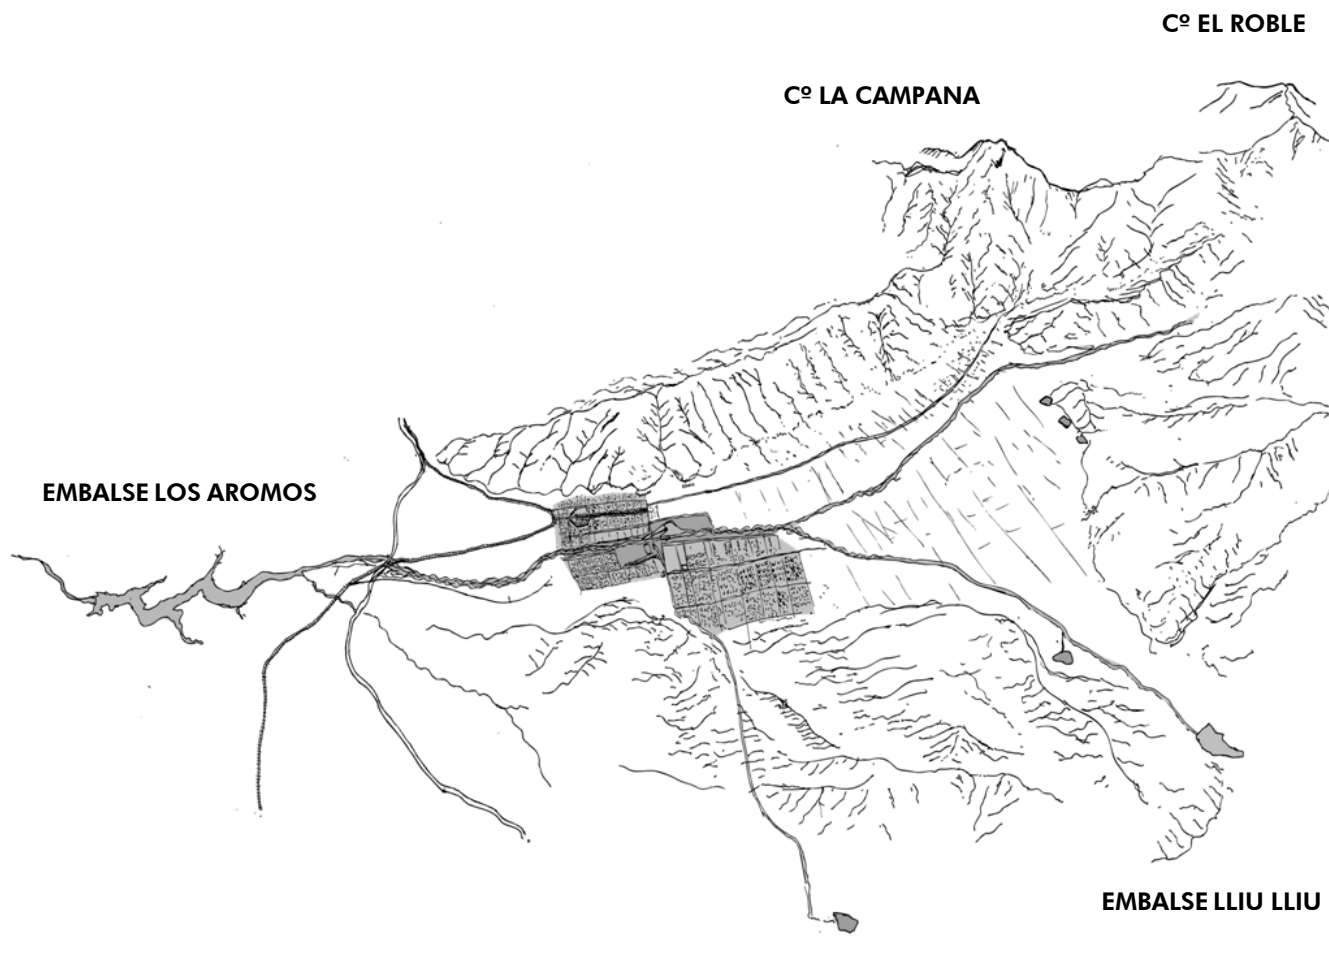 Cº EL ROBLE
Cº LA CAMPANA
EMBALSE LOS AROMOS
EMBALSE LLIU LLIU